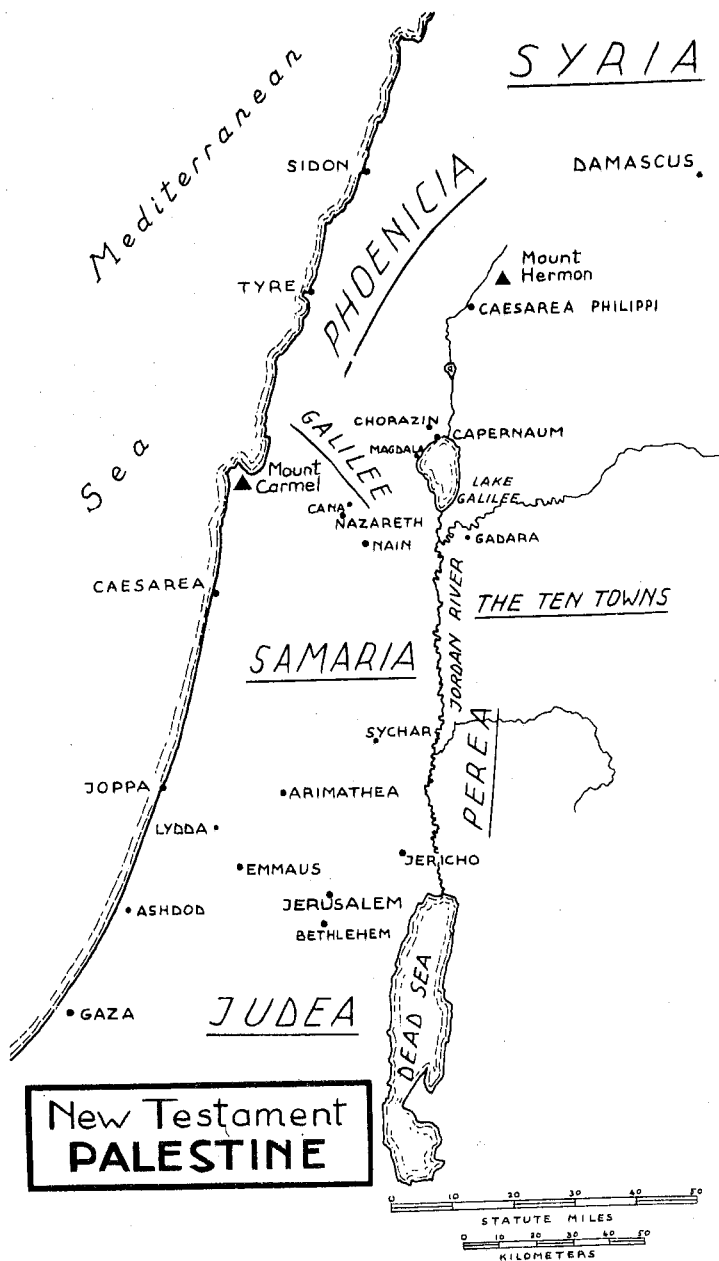 SYRIA
Mediterranean
Sea
SIDON
DAMASCUS
PHOENICIA
Mount
Hermon
TYRE
CAESAREA PHILIPPI
GALILEE
CHORAZIN
CAPERNAUM
MAGDALA
Mount
Carmel
LAKE
GALILEE
CANA
NAZARETH
NAIN
GADARA
CAESAREA
JORDAN RIVER
THE TEN TOWNS
SAMARIA
SYCHAR
PEREA
JOPPA
ARIMATHEA
LYDDA
EMMAUS
JERICHO
JERUSALEM
ASHDOD
BETHLEHEM
GAZA
JUDEA
DEAD SEA
New Testament
PALESTINE
0 10 20 30 40 50
STATUTE MILES
0 10 20 30 40 50
KILOMETERS